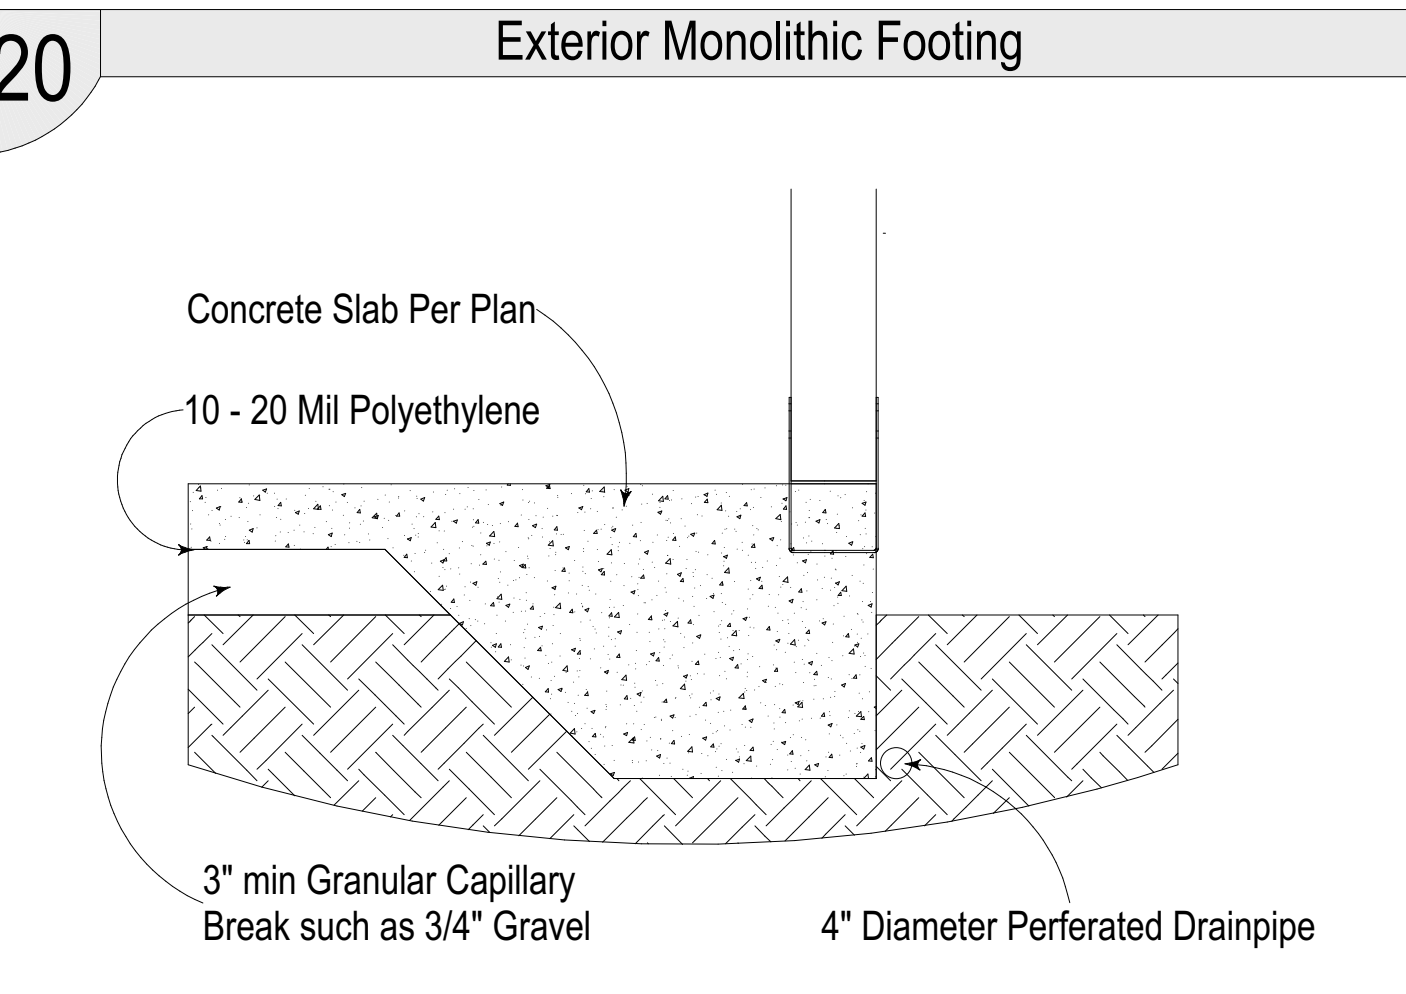 20
Exterior Monolithic Footing
Concrete Slab Per Plan
10 - 20 Mil Polyethylene
3" min Granular Capillary
Break such as 3/4" Gravel
4" Diameter Perferated Drainpipe